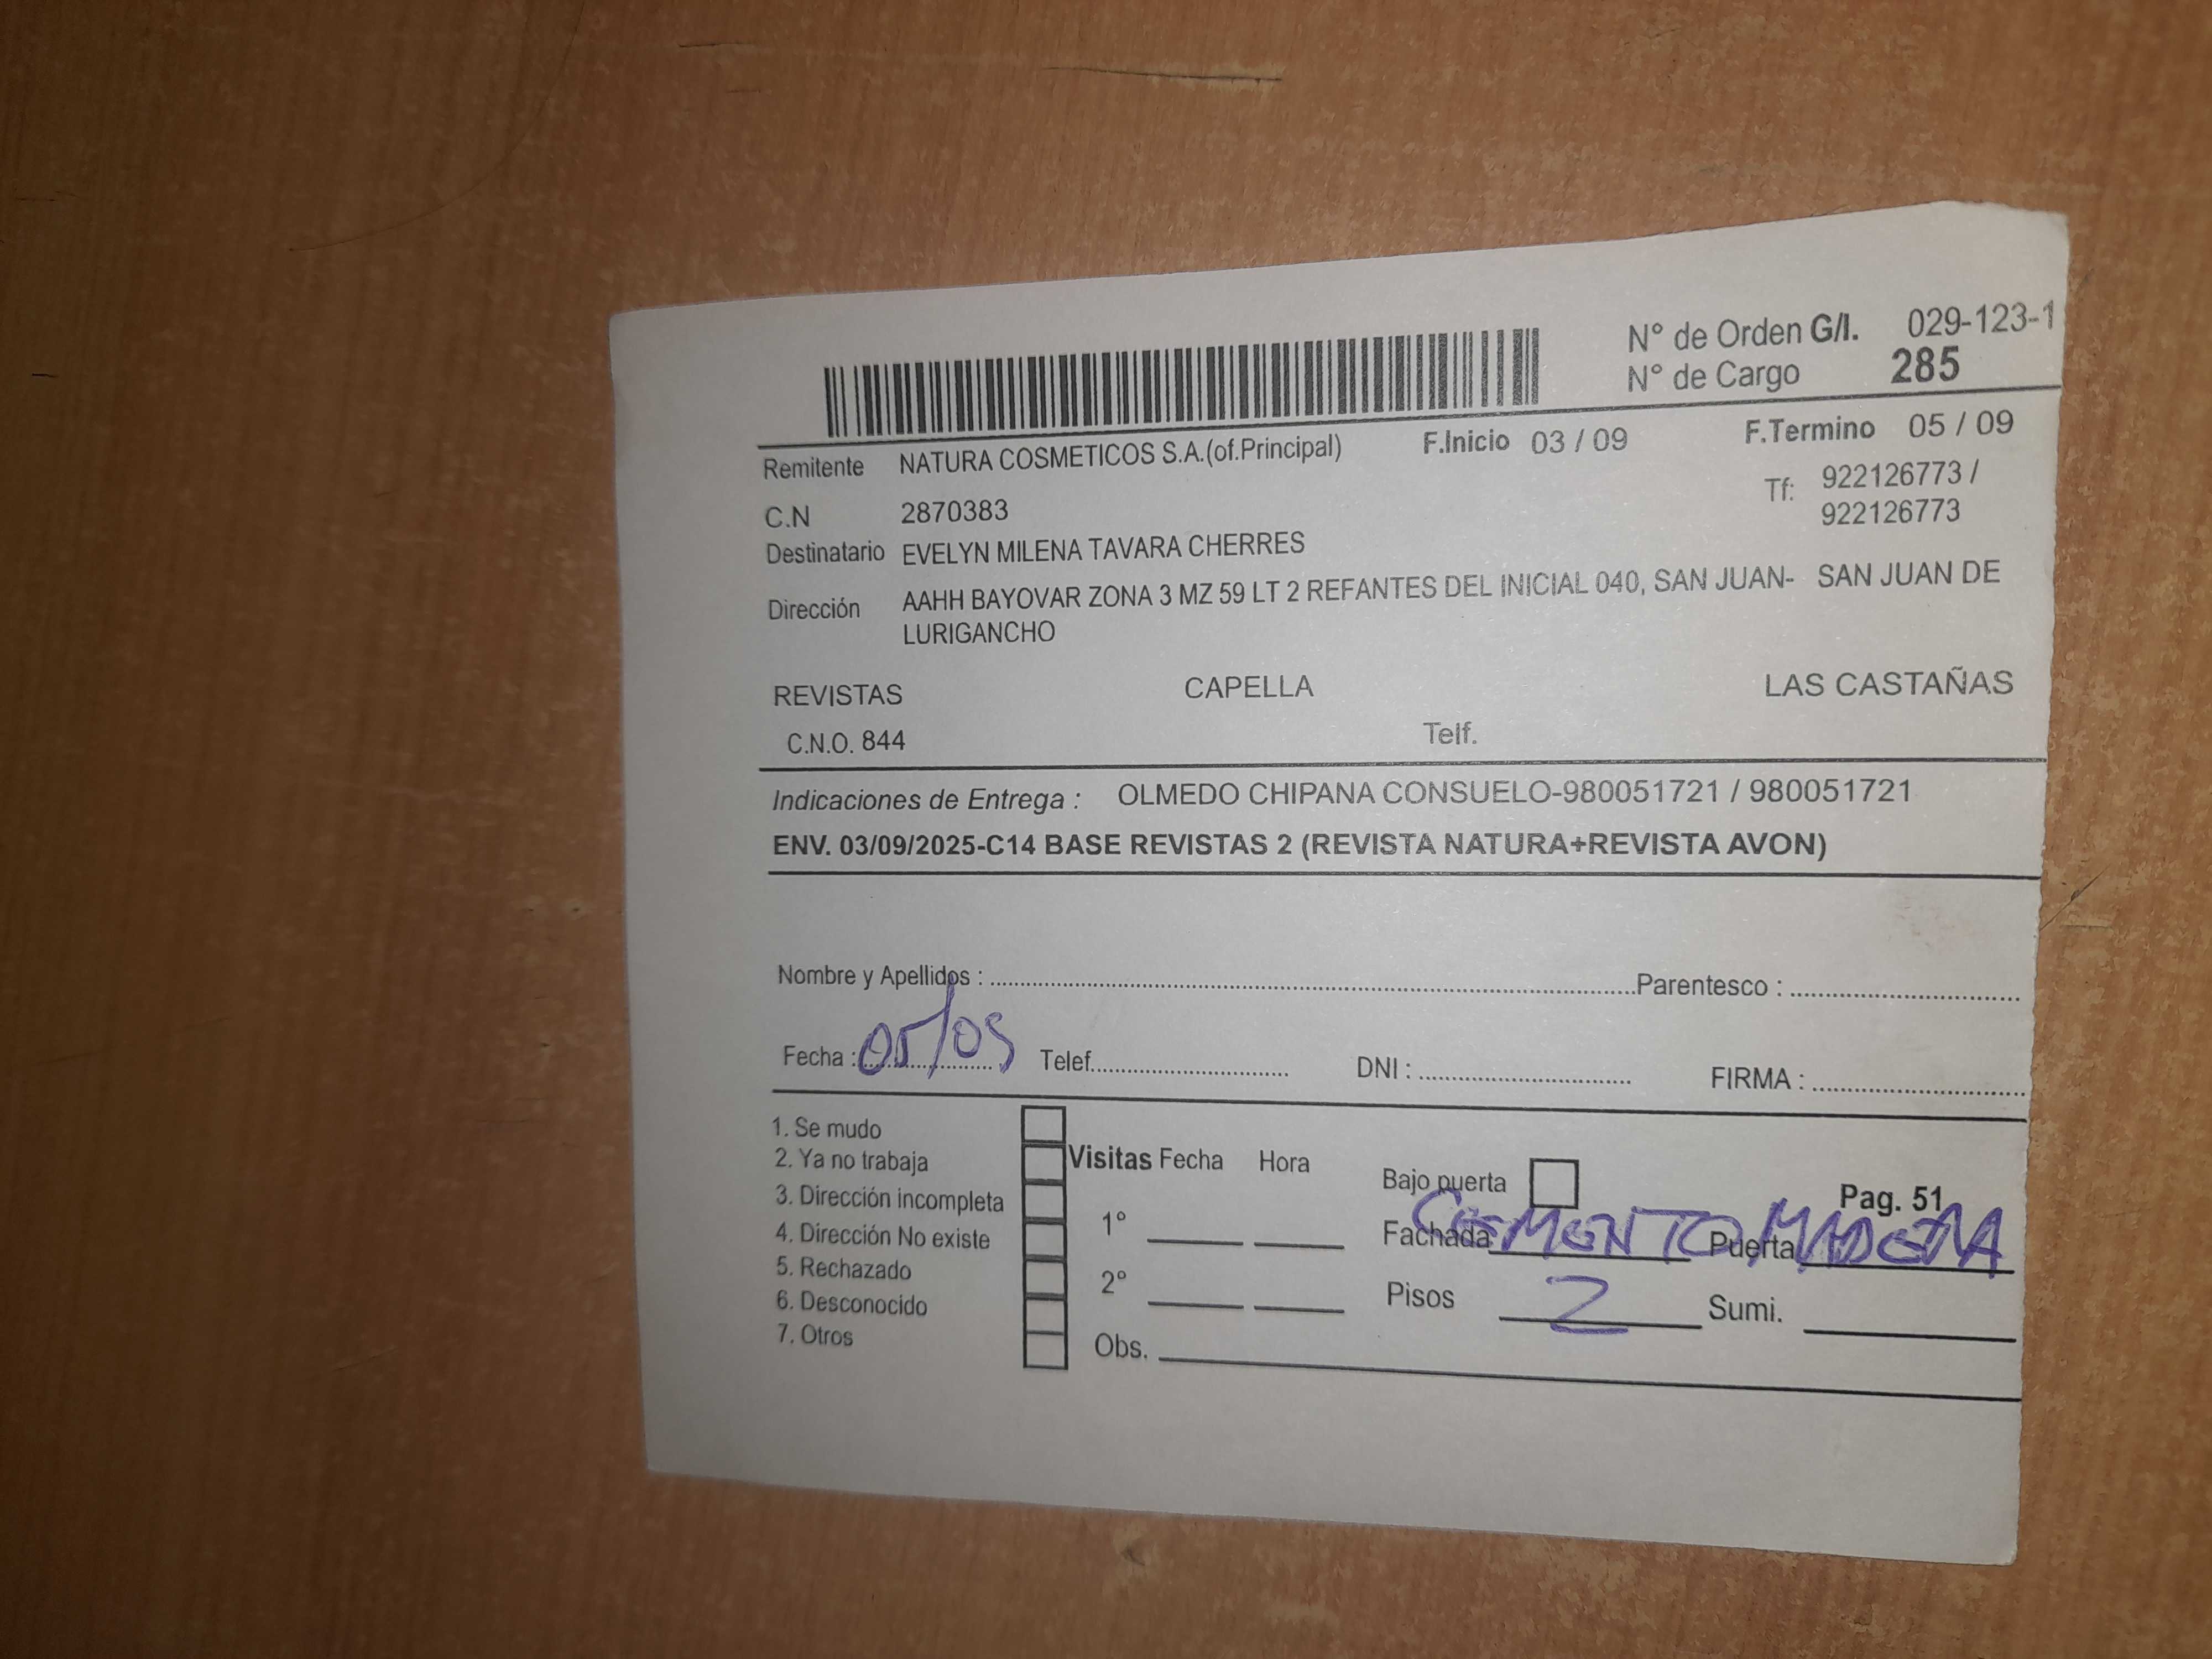 N° de Orden G/I. 029-123-1
N° de Cargo 285
Remitente NATURA COSMETICOS S.A.(of.Principal) F.Inicio 03 / 09 F.Termino 05 / 09
C.N 2870383 Tf: 922126773 /
922126773
Destinatario EVELYN MILENA TAVARA CHERRES
Dirección AAHH BAYOVAR ZONA 3 MZ 59 LT 2 REFANTES DEL INICIAL 040, SAN JUAN- SAN JUAN DE
LURIGANCHO
REVISTAS CAPELLA LAS CASTAÑAS
C.N.O. 844 Telf.
Indicaciones de Entrega : OLMEDO CHIPANA CONSUELO-980051721 / 980051721
ENV. 03/09/2025-C14 BASE REVISTAS 2 (REVISTA NATURA+REVISTA AVON)
Nombre y Apellidos : Parentesco :
Fecha : 05/09 Telef. DNI : FIRMA :
1. Se mudo
2. Ya no trabaja
3. Dirección incompleta
4. Dirección No existe
5. Rechazado
6. Desconocido
7. Otros
Visitas Fecha Hora
1°
2°
Obs.
Bajo puerta Pag. 51
Fachada CEMENTO Puerta MADERA
Pisos 2 Sumi.